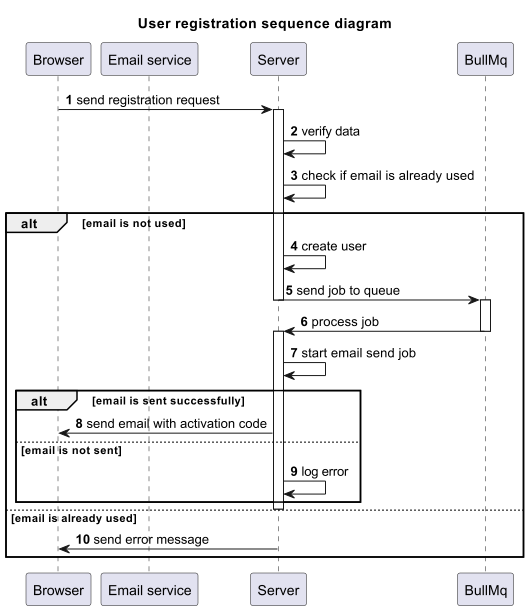 User registration sequence diagram
Browser
Email service
Server
BullMq
1 send registration request
2 verify data
3 check if email is already used
alt [email is not used]
4 create user
5 send job to queue
6 process job
7 start email send job
alt [email is sent successfully]
8 send email with activation code
[email is not sent]
9 log error
[email is already used]
10 send error message
Browser
Email service
Server
BullMq